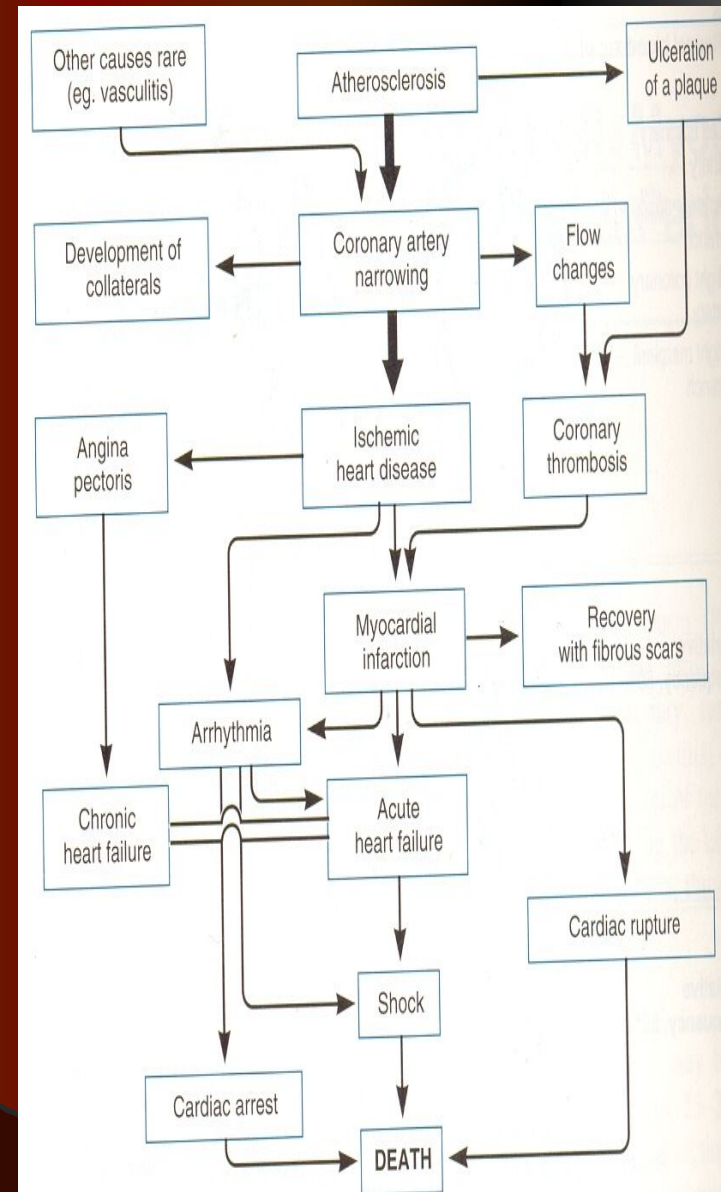 Other causes rare
(eg. vasculitis)
Atherosclerosis
Ulceration
of a plaque
Development of
collaterals
Coronary artery
narrowing
Flow
changes
Angina
pectoris
Ischemic
heart disease
Coronary
thrombosis
Myocardial
infarction
Recovery
with fibrous scars
Arrhythmia
Chronic
heart failure
Acute
heart failure
Cardiac rupture
Shock
Cardiac arrest
DEATH